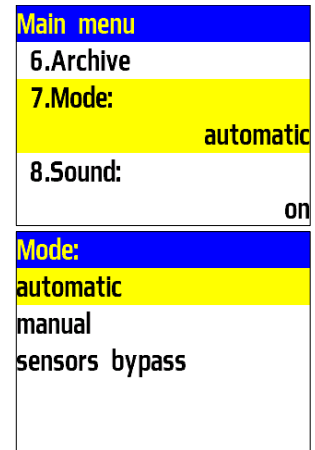 Main menu
6.Archive
7.Mode:
automatic
8.Sound:
on
Mode:
automatic
manual
sensors bypass